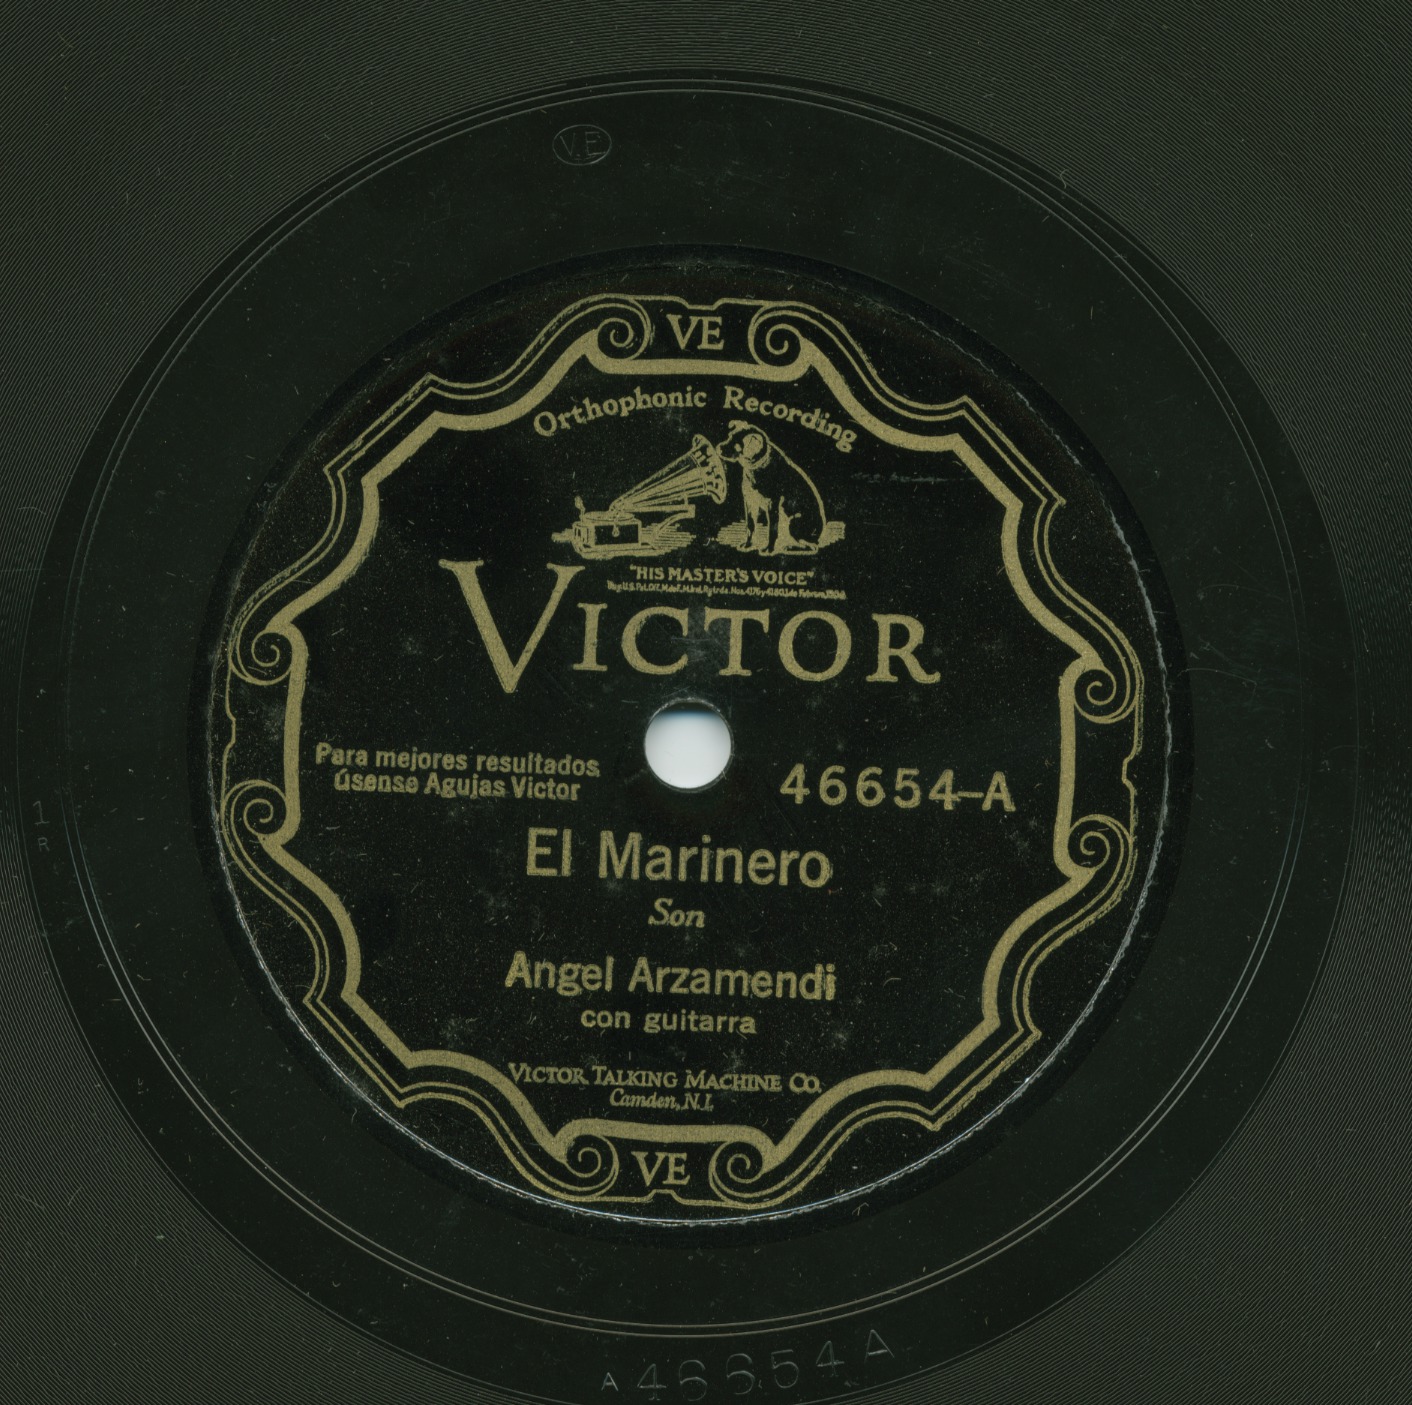 V.E
VE
Orthophonic Recording
"HIS MASTER'S VOICE"
VICTOR
Para mejores resultados
úsense Agujas Victor
46654-A
1
R
El Marinero
Son
Angel Arzamendi
con guitarra
VICTOR TALKING MACHINE CO.
Camden, N.J.
VE
A 46654 A